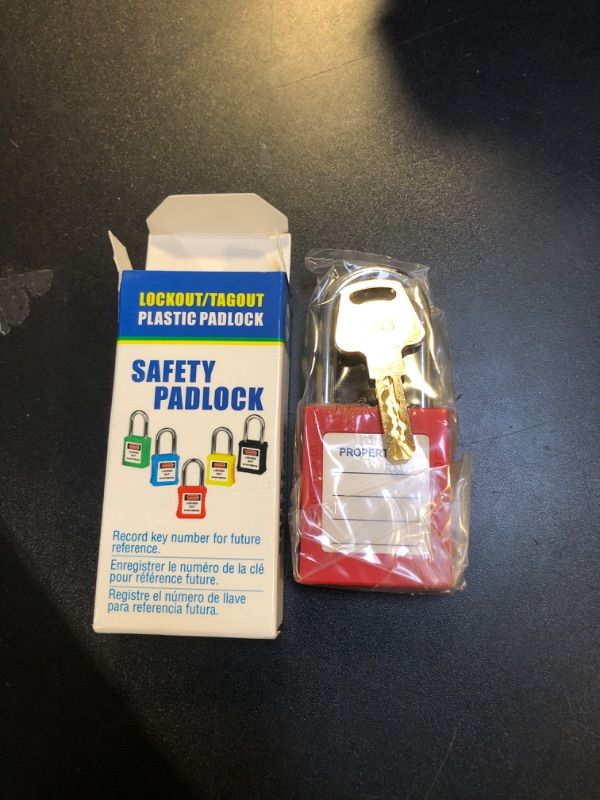 LOCKOUT/TAGOUT
PLASTIC PADLOCK
SAFETY
PADLOCK
Record key number for future
reference.
Enregistrer le numéro de la clé
pour référence future.
Registre el número de llave
para referencia futura.